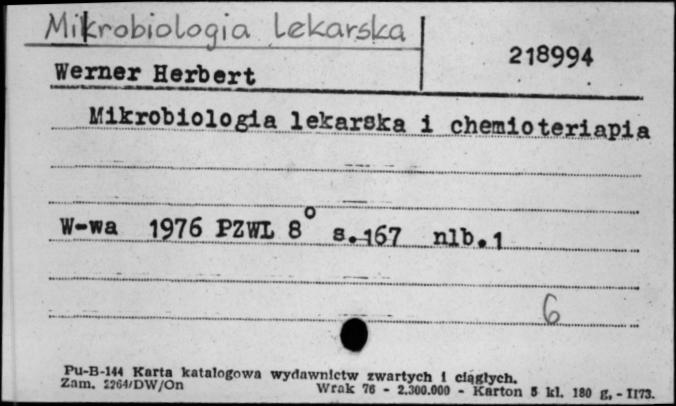 Mikrobiologia Lekarska
218994
Werner Herbert
Mikrobiologia lekarska i chemioteriapia
W-wa 1976 PZWL 8° s.167 nlb.1
6
Pu-B-144 Karta katalogowa wydawnictw zwartych i ciągłych.
Zam. 2264/DW/On Wrak 76 - 2.300.000 - Karton 5 kl. 180 g. - 1173.